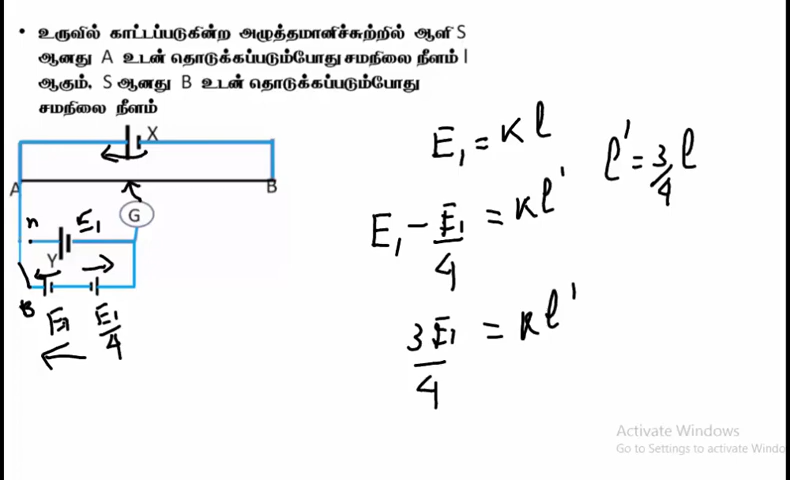 • உருவில் காட்டப்படுகின்ற அழுத்தமானிச்சுற்றில் ஆளி S
ஆனது A உடன் தொடுக்கப்படும்போது சமநிலை நீளம் l
ஆகும். S ஆனது B உடன் தொடுக்கப்படும்போது
சமநிலை நீளம்
X
A
B
G
E₁
Y
E₁/4
E₁ = Kl
l' = 3/4 l
E₁ - E₁/4 = Kl'
3E₁/4 = Kl'
Activate Windows
Go to Settings to activate Windo